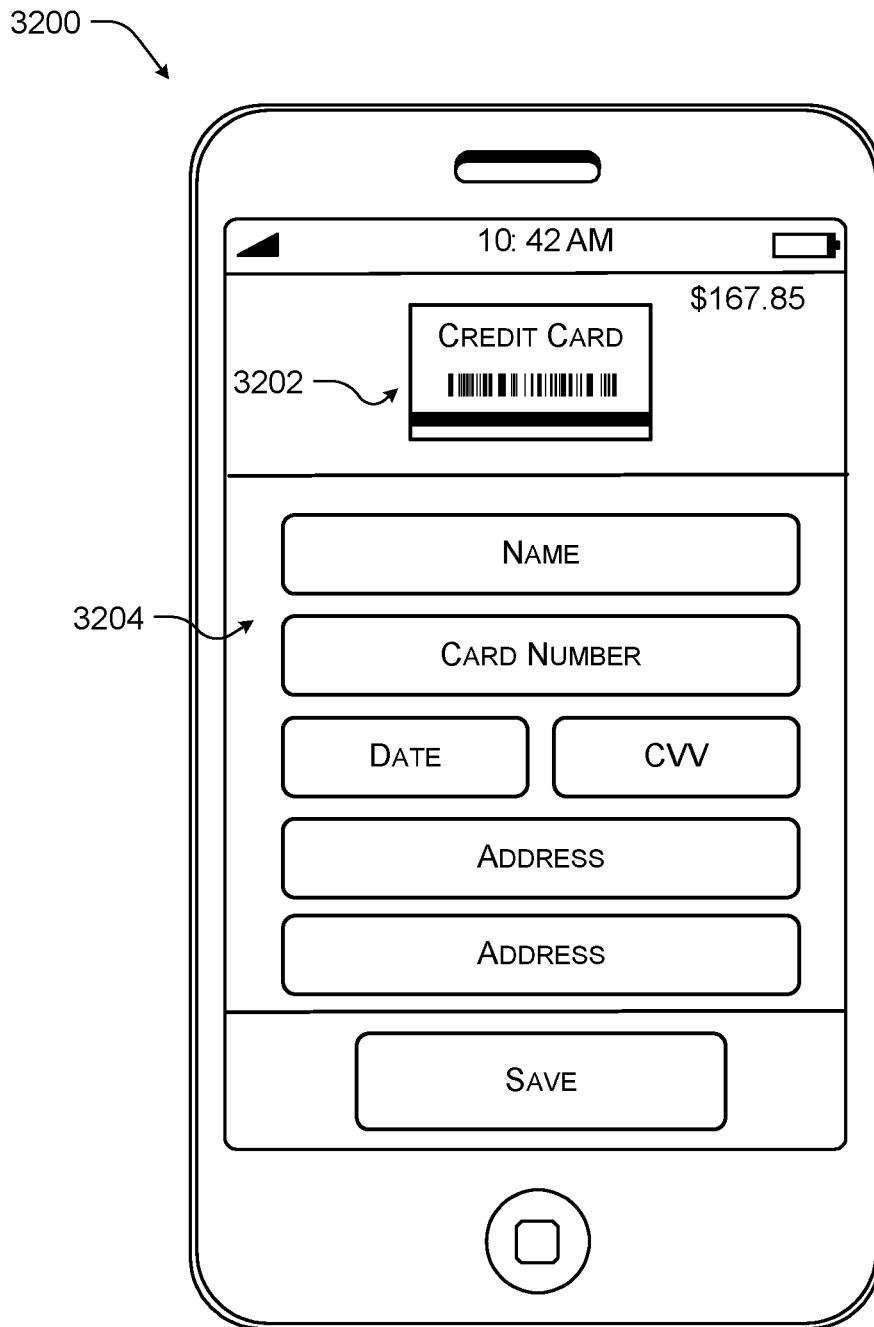 3200
10: 42 AM
$167.85
CREDIT CARD
3202
NAME
3204
CARD NUMBER
DATE CVV
ADDRESS
ADDRESS
SAVE